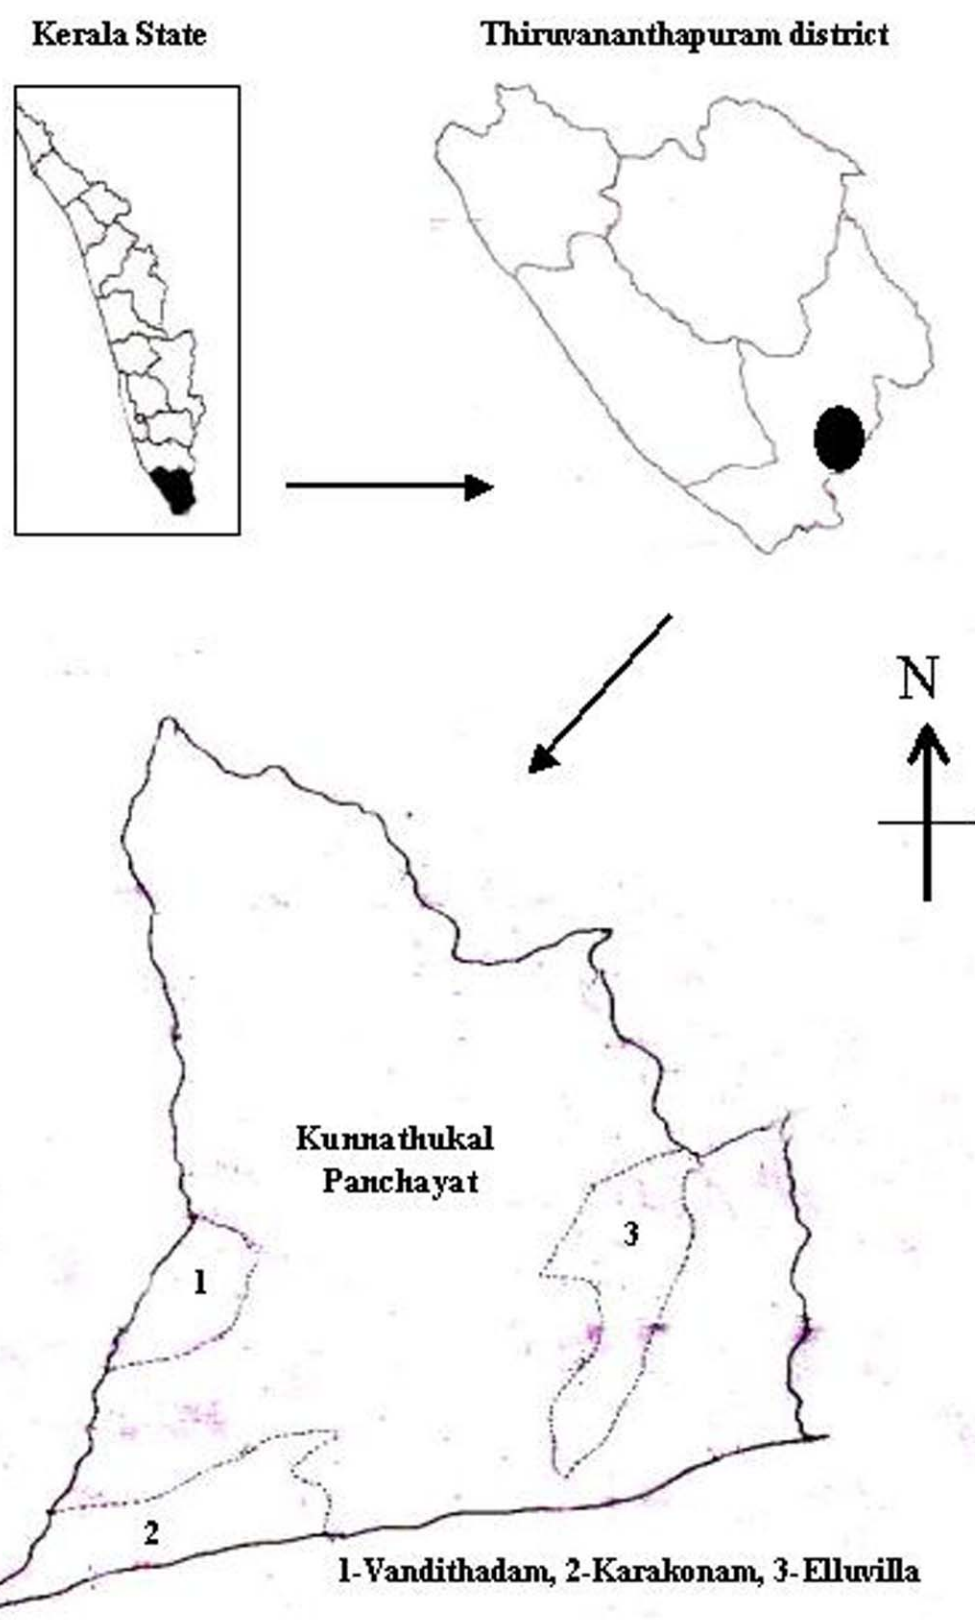 Kerala State
Thiruvananthapuram district
N
Kunnathukal
Panchayat
3
1
2
1-Vandithadam, 2-Karakonam, 3-Elluvilla